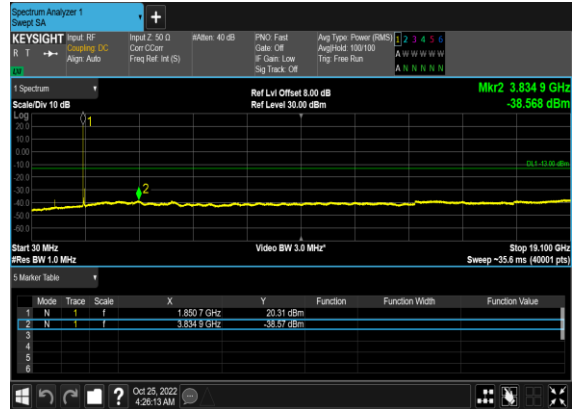 Spectrum Analyzer 1
Swept SA
+
KEYSIGHT Input: RF Input Z: 50 Ω #Atten: 40 dB PNO: Fast Avg Type: Power (RMS) 1 2 3 4 5 6
R T Coupling: DC Corr CCorr Gate: Off Avg|Hold: 100/100 A W W W W W
Align: Auto Freq Ref: Int (S) IF Gain: Low Trig: Free Run
Sig Track: Off A N N N N N
1 Spectrum
Ref Lvl Offset 8.00 dB Mkr2 3.834 9 GHz
Scale/Div 10 dB Ref Level 30.00 dBm -38.568 dBm
Log
1
20.0
10.0
0.00
-10.0
DL1 -13.00 dBm
-20.0
-30.0
2
-40.0
-50.0
-60.0
Start 30 MHz Video BW 3.0 MHz* Stop 19.100 GHz
#Res BW 1.0 MHz Sweep ~35.6 ms (40001 pts)
5 Marker Table
Mode Trace Scale X Y Function Function Width Function Value
1 N 1 f 1.850 7 GHz 20.31 dBm
2 N 1 f 3.834 9 GHz -38.57 dBm
3
4
5
6
? Oct 25, 2022
4:26:13 AM